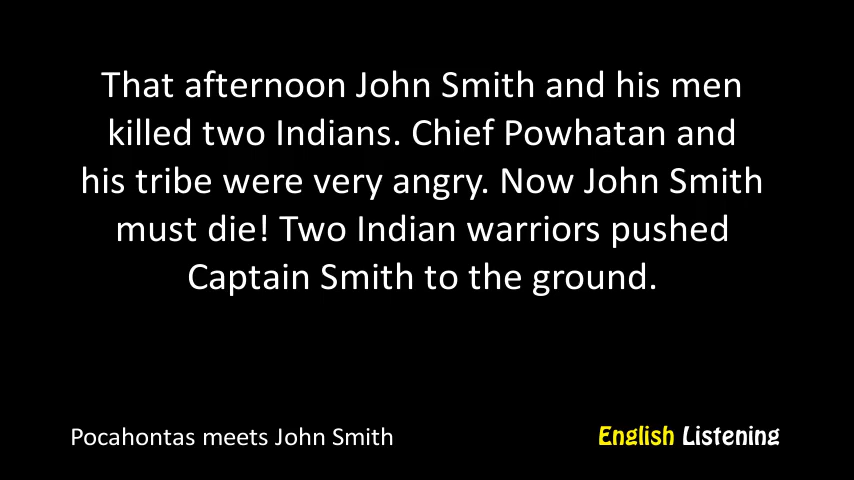 That afternoon John Smith and his men
killed two Indians. Chief Powhatan and
his tribe were very angry. Now John Smith
must die! Two Indian warriors pushed
Captain Smith to the ground.
Pocahontas meets John Smith
English Listening